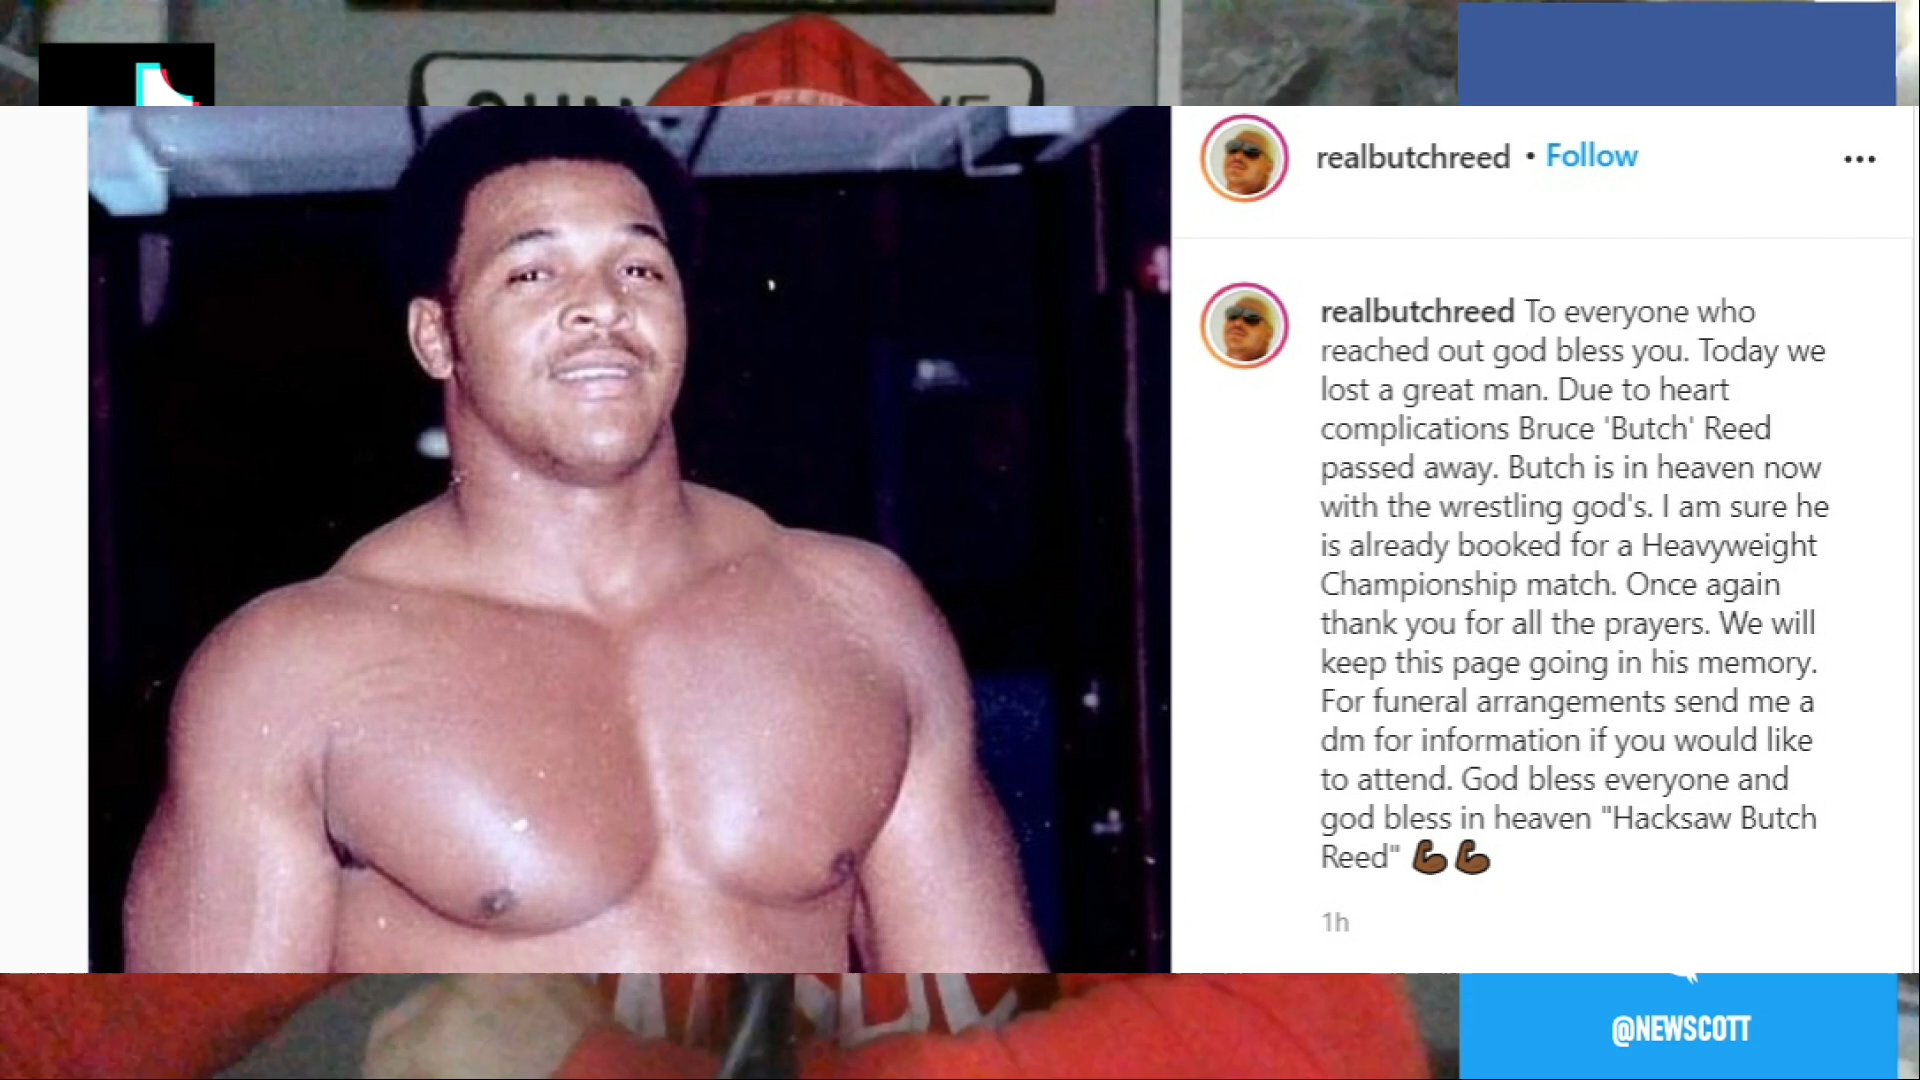 realbutchreed • Follow
realbutchreed To everyone who
reached out god bless you. Today we
lost a great man. Due to heart
complications Bruce 'Butch' Reed
passed away. Butch is in heaven now
with the wrestling god's. I am sure he
is already booked for a Heavyweight
Championship match. Once again
thank you for all the prayers. We will
keep this page going in his memory.
For funeral arrangements send me a
dm for information if you would like
to attend. God bless everyone and
god bless in heaven "Hacksaw Butch
Reed" 💪🏾💪🏾
1h
@NEWSCOTT